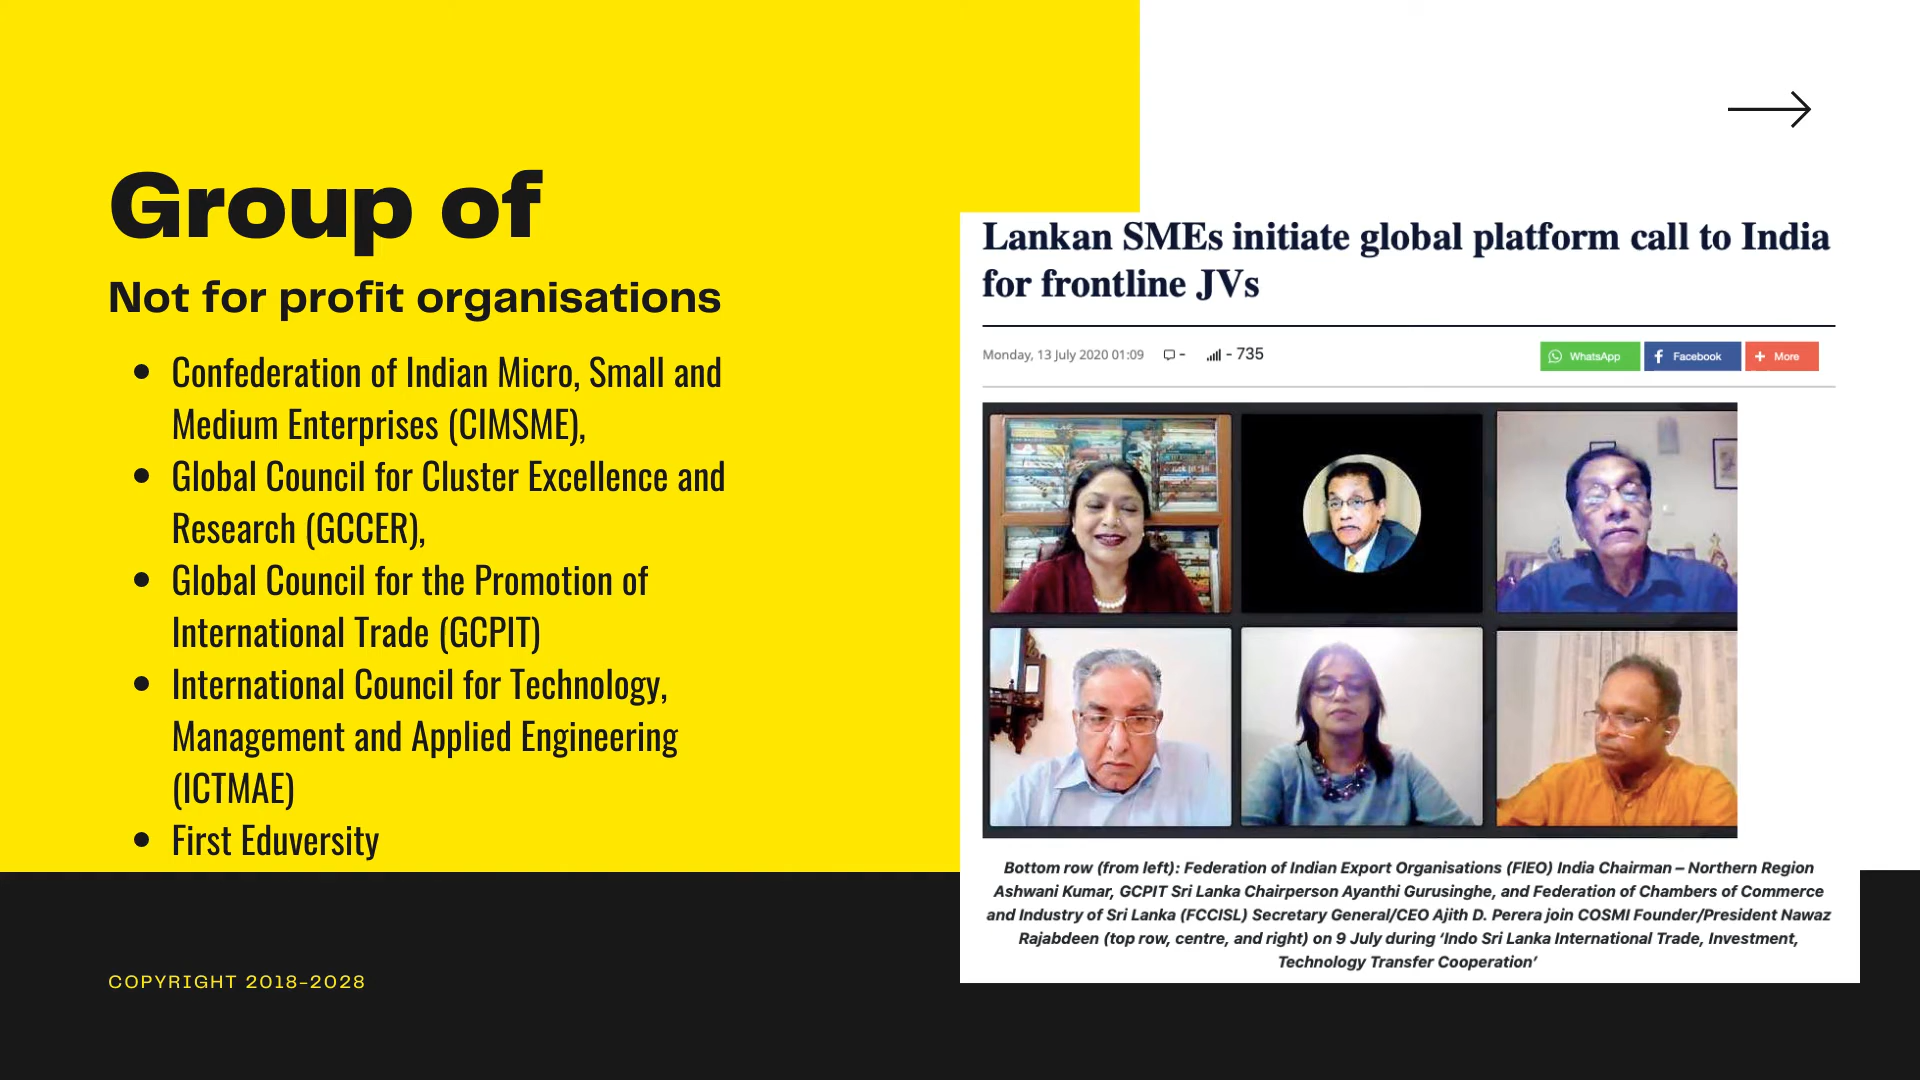 Group of
Not for profit organisations
• Confederation of Indian Micro, Small and
Medium Enterprises (CIMSME),
• Global Council for Cluster Excellence and
Research (GCCER),
• Global Council for the Promotion of
International Trade (GCPIT)
• International Council for Technology,
Management and Applied Engineering
(ICTMAE)
• First Eduversity
COPYRIGHT 2018-2028
Lankan SMEs initiate global platform call to India
for frontline JVs
Monday, 13 July 2020 01:09 - - 735
WhatsApp Facebook + More
Bottom row (from left): Federation of Indian Export Organisations (FIEO) India Chairman – Northern Region
Ashwani Kumar, GCPIT Sri Lanka Chairperson Ayanthi Gurusinghe, and Federation of Chambers of Commerce
and Industry of Sri Lanka (FCCISL) Secretary General/CEO Ajith D. Perera join COSMI Founder/President Nawaz
Rajabdeen (top row, centre, and right) on 9 July during ‘Indo Sri Lanka International Trade, Investment,
Technology Transfer Cooperation’